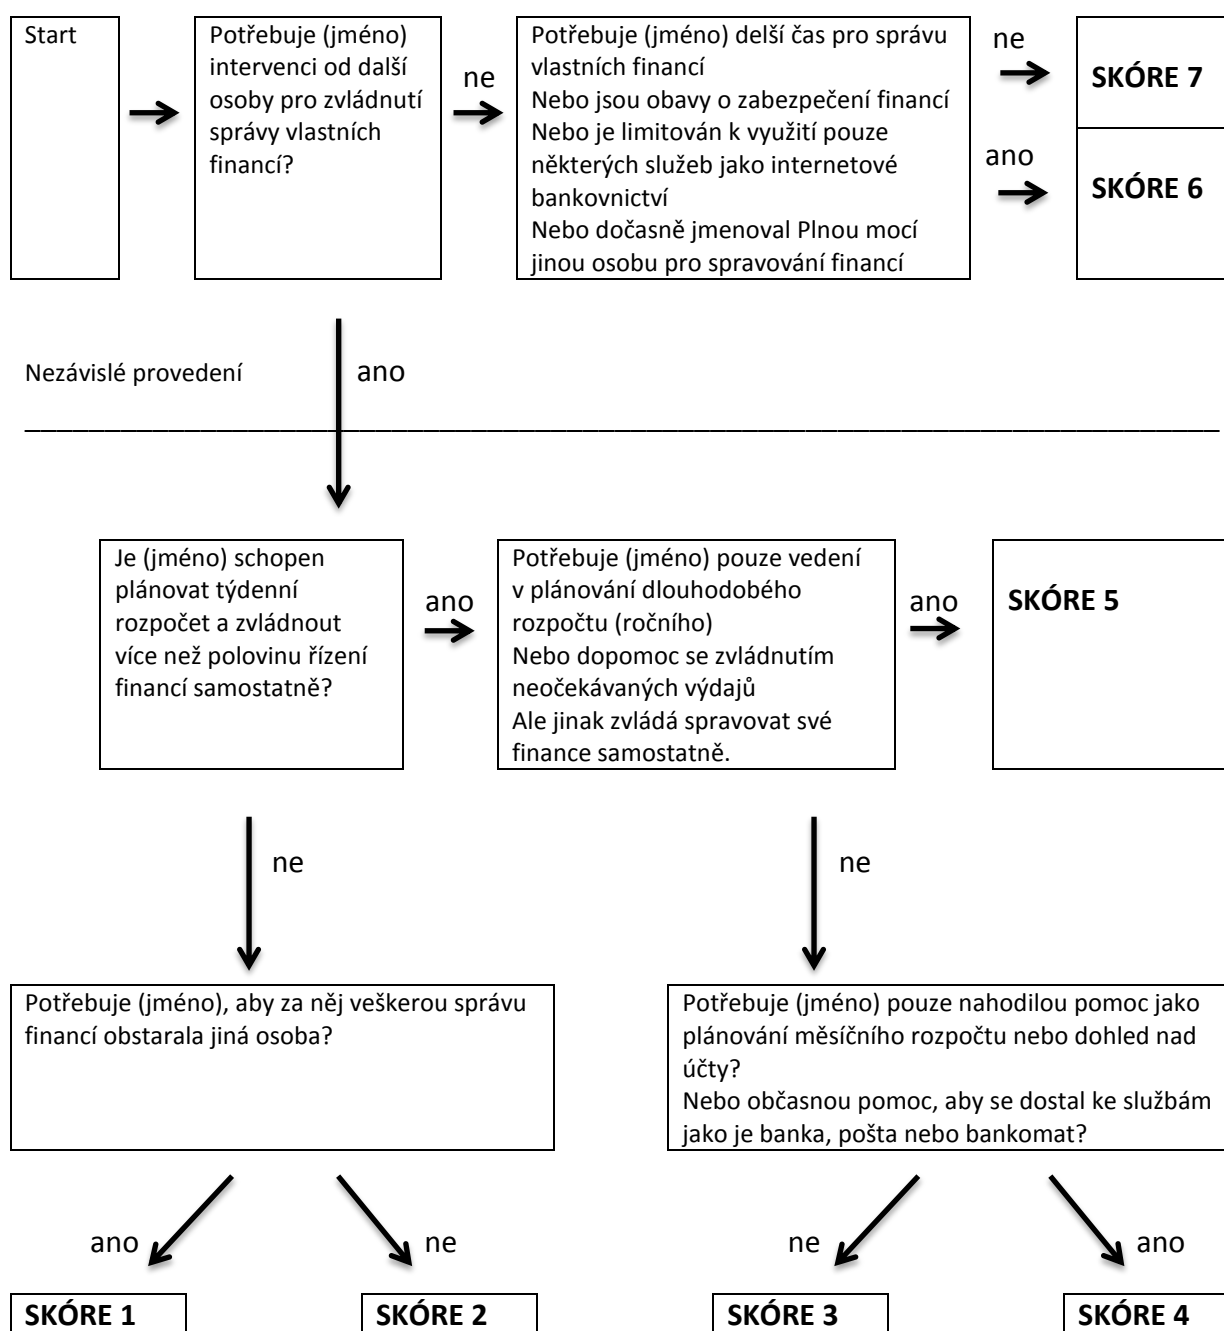 Start
Potřebuje (jméno)
intervenci od další
osoby pro zvládnutí
správy vlastních
financí?
ne
Potřebuje (jméno) delší čas pro správu
vlastních financí
Nebo jsou obavy o zabezpečení financí
Nebo je limitován k využití pouze
některých služeb jako internetové
bankovnictví
Nebo dočasně jmenoval Plnou mocí
jinou osobu pro spravování financí
ne
SKÓRE 7
ano
SKÓRE 6
Nezávislé provedení
ano
Je (jméno) schopen
plánovat týdenní
rozpočet a zvládnout
více než polovinu řízení
financí samostatně?
ano
Potřebuje (jméno) pouze vedení
v plánování dlouhodobého
rozpočtu (ročního)
Nebo dopomoc se zvládnutím
neočekávaných výdajů
Ale jinak zvládá spravovat své
finance samostatně.
ano
SKÓRE 5
ne
ne
Potřebuje (jméno), aby za něj veškerou správu
financí obstarala jiná osoba?
Potřebuje (jméno) pouze nahodilou pomoc jako
plánování měsíčního rozpočtu nebo dohled nad
účty?
Nebo občasnou pomoc, aby se dostal ke službám
jako je banka, pošta nebo bankomat?
ano
ne
ne
ano
SKÓRE 1
SKÓRE 2
SKÓRE 3
SKÓRE 4